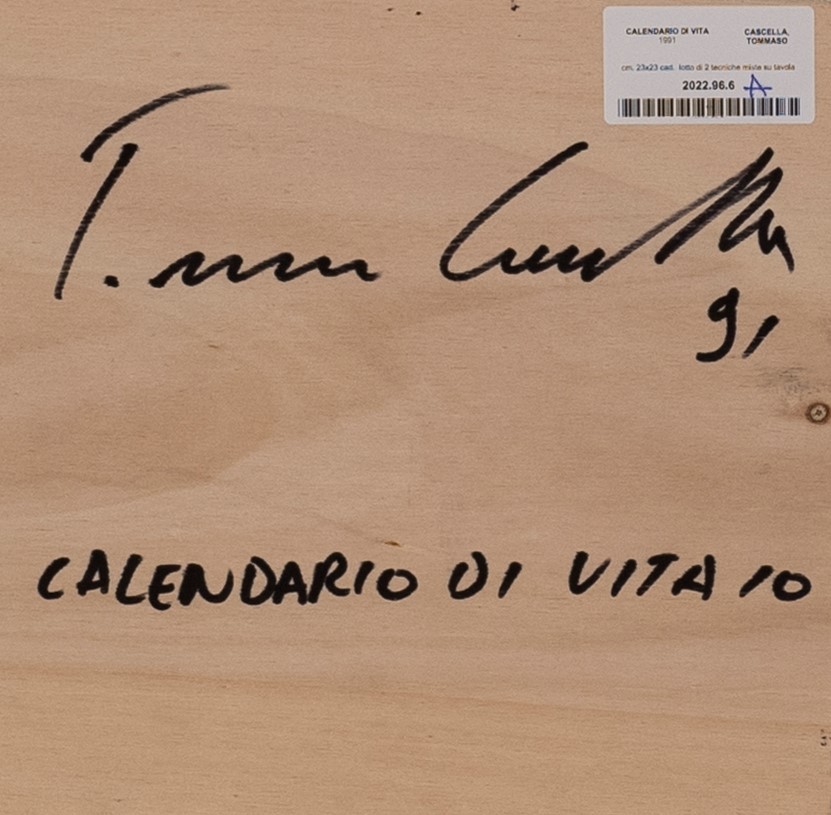 CALENDARIO DI VITA
1991
CASCELLA, TOMMASO
cm. 23x23 cad. lotto di 2 tecniche miste su tavola
2022.96.6 A
T.
91
CALENDARIO DI VITA 10